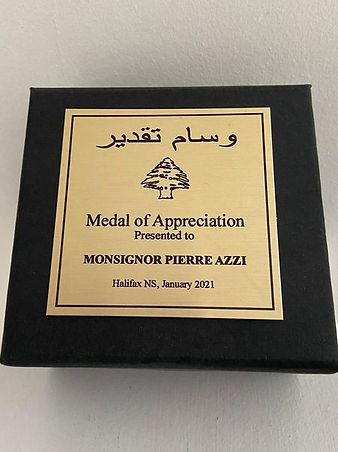 وسام تقدير
Medal of Appreciation
Presented to
MONSIGNOR PIERRE AZZI
Halifax NS, January 2021